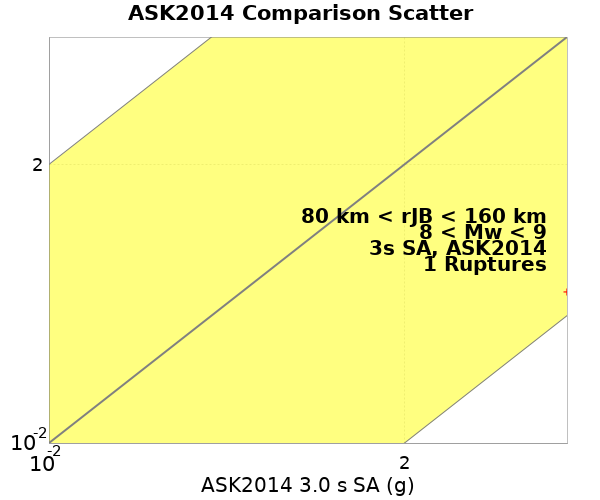 ASK2014 Comparison Scatter
2
80 km < rJB < 160 km
8 < Mw < 9
3s SA, ASK2014
1 Ruptures
10-2
10-2
2
ASK2014 3.0 s SA (g)